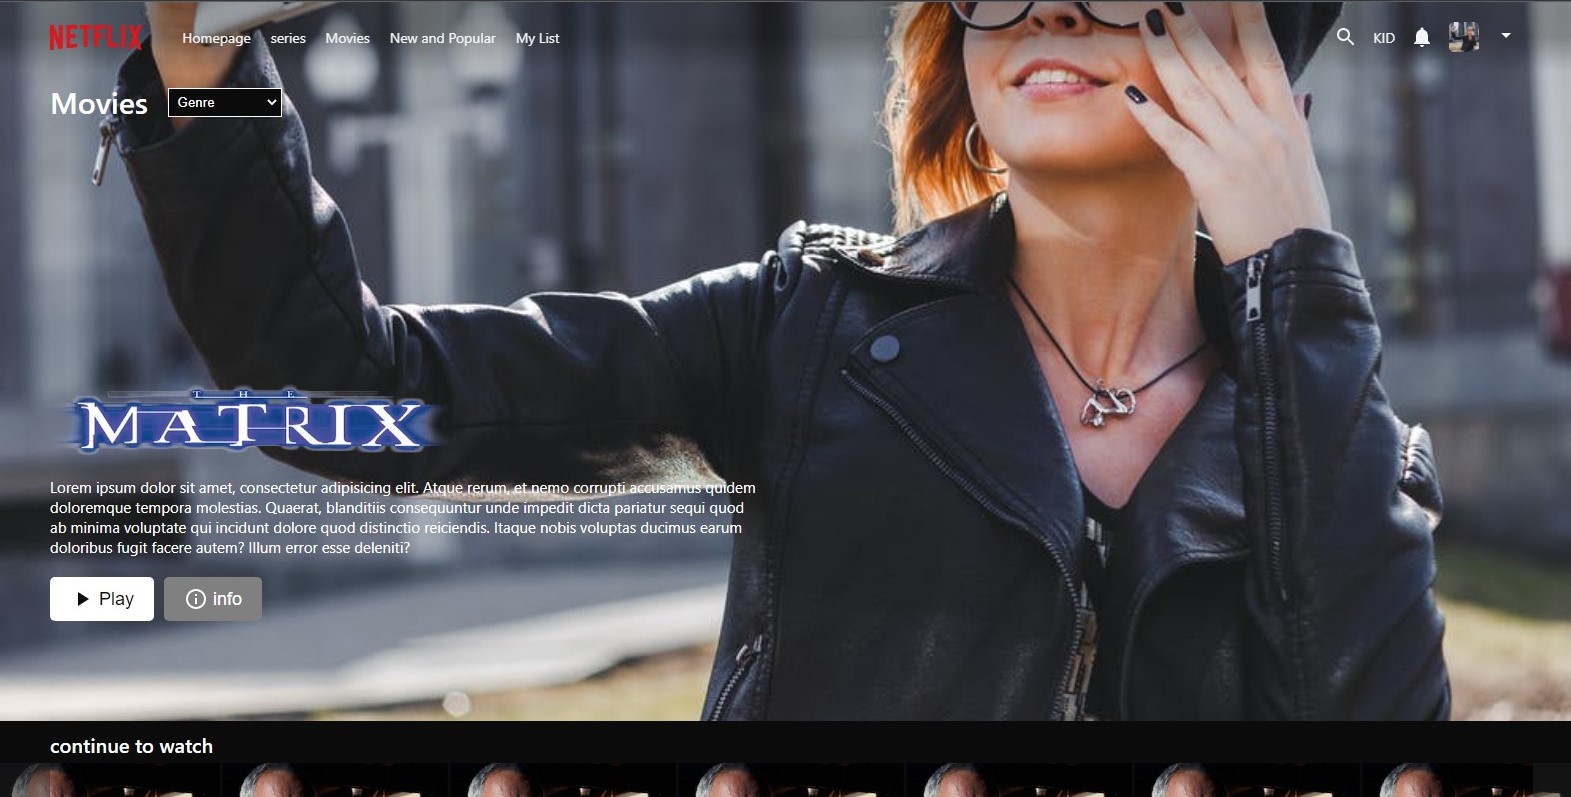 NETFLIX
Homepage series Movies New and Popular My List
KID
Movies
Genre
THE
MATRIX
Lorem ipsum dolor sit amet, consectetur adipisicing elit. Atque rerum, et nemo corrupti accusamus quidem
doloremque tempora molestias. Quaerat, blanditiis consequuntur unde impedit dicta pariatur sequi quod
ab minima voluptate qui incidunt dolore quod distinctio reiciendis. Itaque nobis voluptas ducimus earum
doloribus fugit facere autem? Illum error esse deleniti?
Play
info
continue to watch